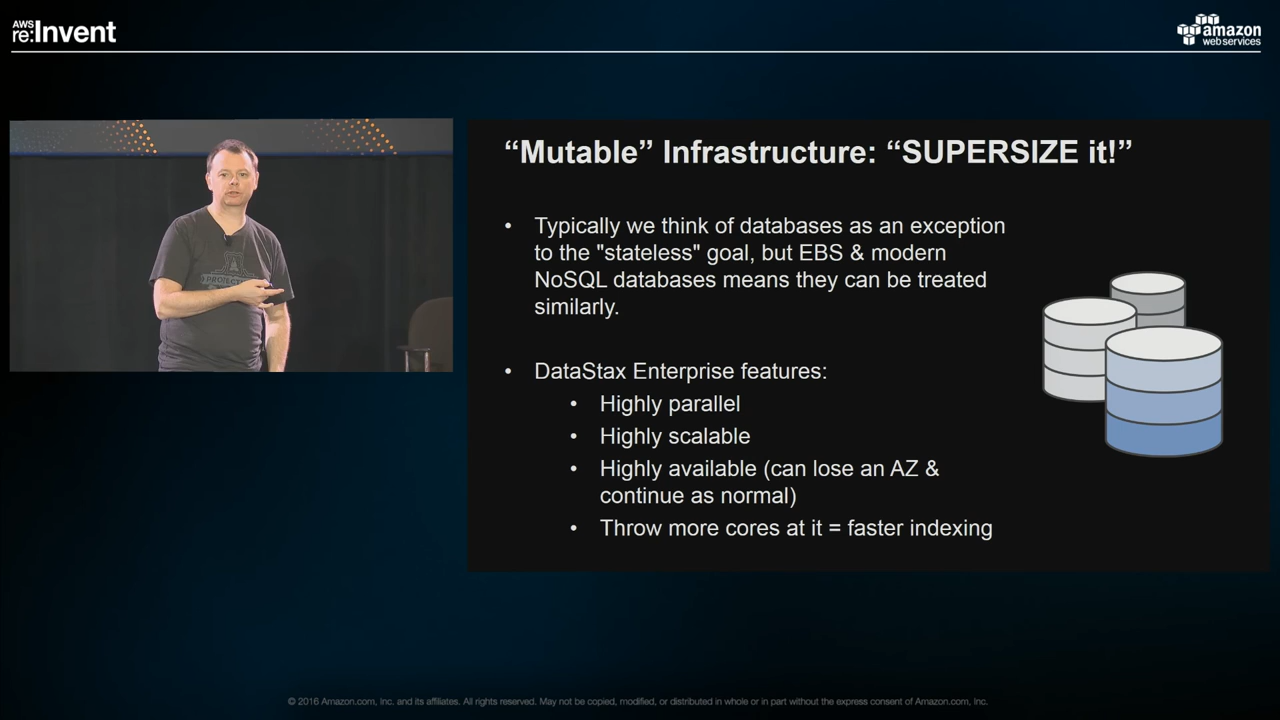 AWS
re:Invent
amazon
web services
“Mutable” Infrastructure: “SUPERSIZE it!”
• Typically we think of databases as an exception
to the "stateless" goal, but EBS & modern
NoSQL databases means they can be treated
similarly.
• DataStax Enterprise features:
• Highly parallel
• Highly scalable
• Highly available (can lose an AZ &
continue as normal)
• Throw more cores at it = faster indexing
PROJECT
© 2016 Amazon.com, Inc. and its affiliates. All rights reserved. May not be copied, modified, or distributed in whole or in part without the express consent of Amazon.com, Inc.